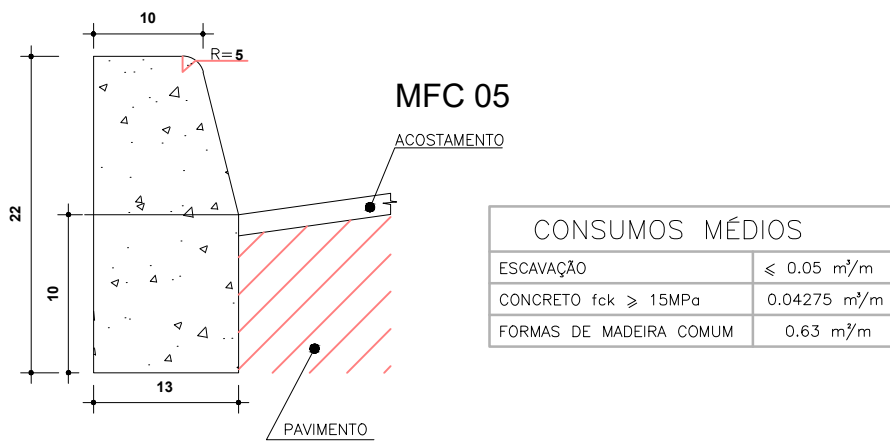 10
R=5
MFC 05
ACOSTAMENTO
22
10
13
PAVIMENTO
CONSUMOS MÉDIOS
ESCAVAÇÃO ⩽ 0.05 m³/m
CONCRETO fck ⩾ 15MPa 0.04275 m³/m
FORMAS DE MADEIRA COMUM 0.63 m²/m